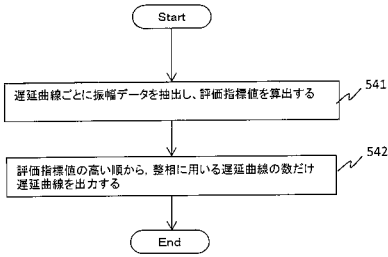 Start
遅延曲線ごとに振幅データを抽出し、評価指標値を算出する
541
評価指標値の高い順から，整相に用いる遅延曲線の数だけ
遅延曲線を出力する
542
End